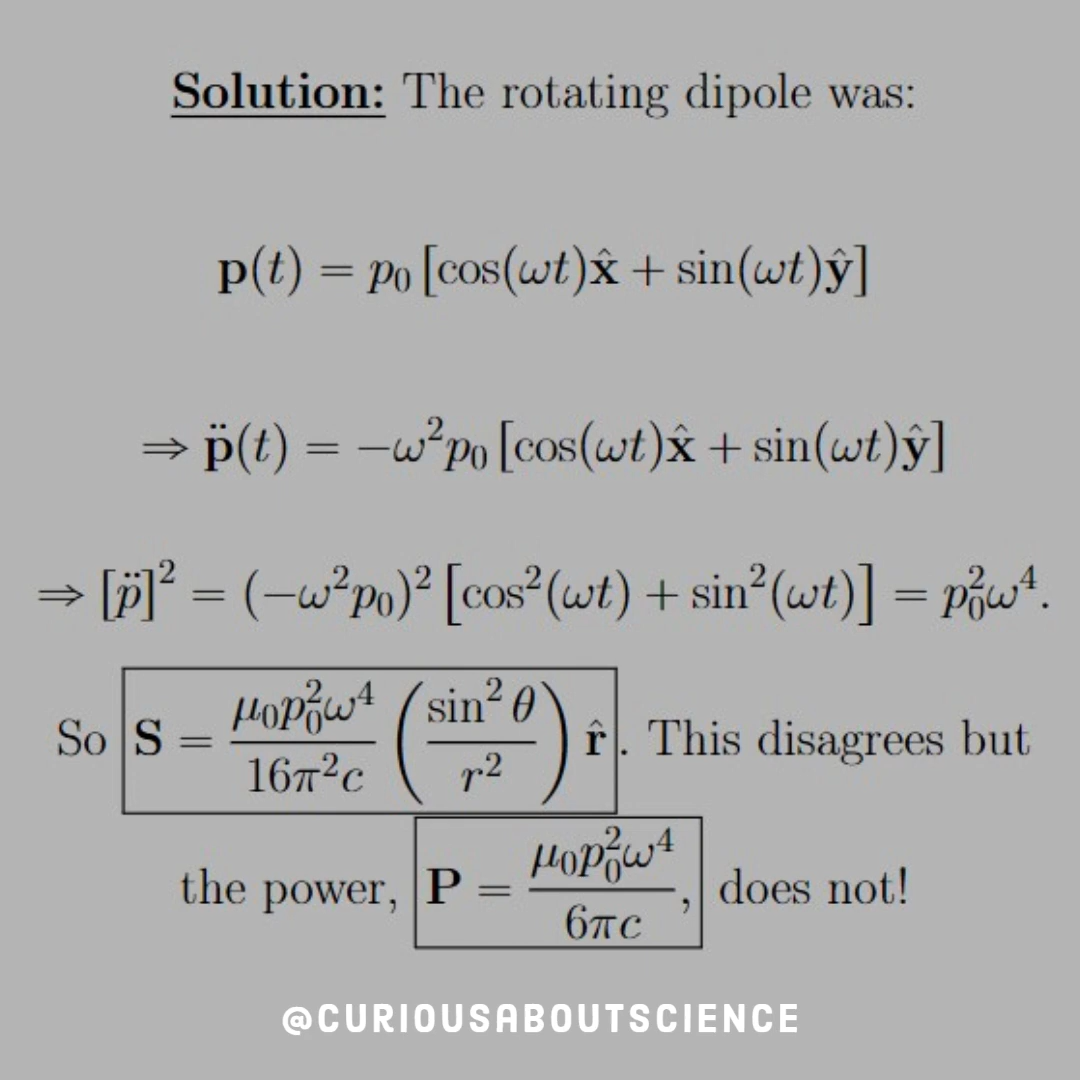 Solution: The rotating dipole was:
p(t) = p₀ [cos(ωt)x̂ + sin(ωt)ŷ]
⇒ p̈(t) = −ω²p₀ [cos(ωt)x̂ + sin(ωt)ŷ]
⇒ [p̈]² = (−ω²p₀)² [cos²(ωt) + sin²(ωt)] = p₀²ω⁴.
So S = μ₀p₀²ω⁴/16π²c (sin² θ/r²) r̂. This disagrees but
the power, P = μ₀p₀²ω⁴/6πc, does not!
@CURIOUSABOUTSCIENCE